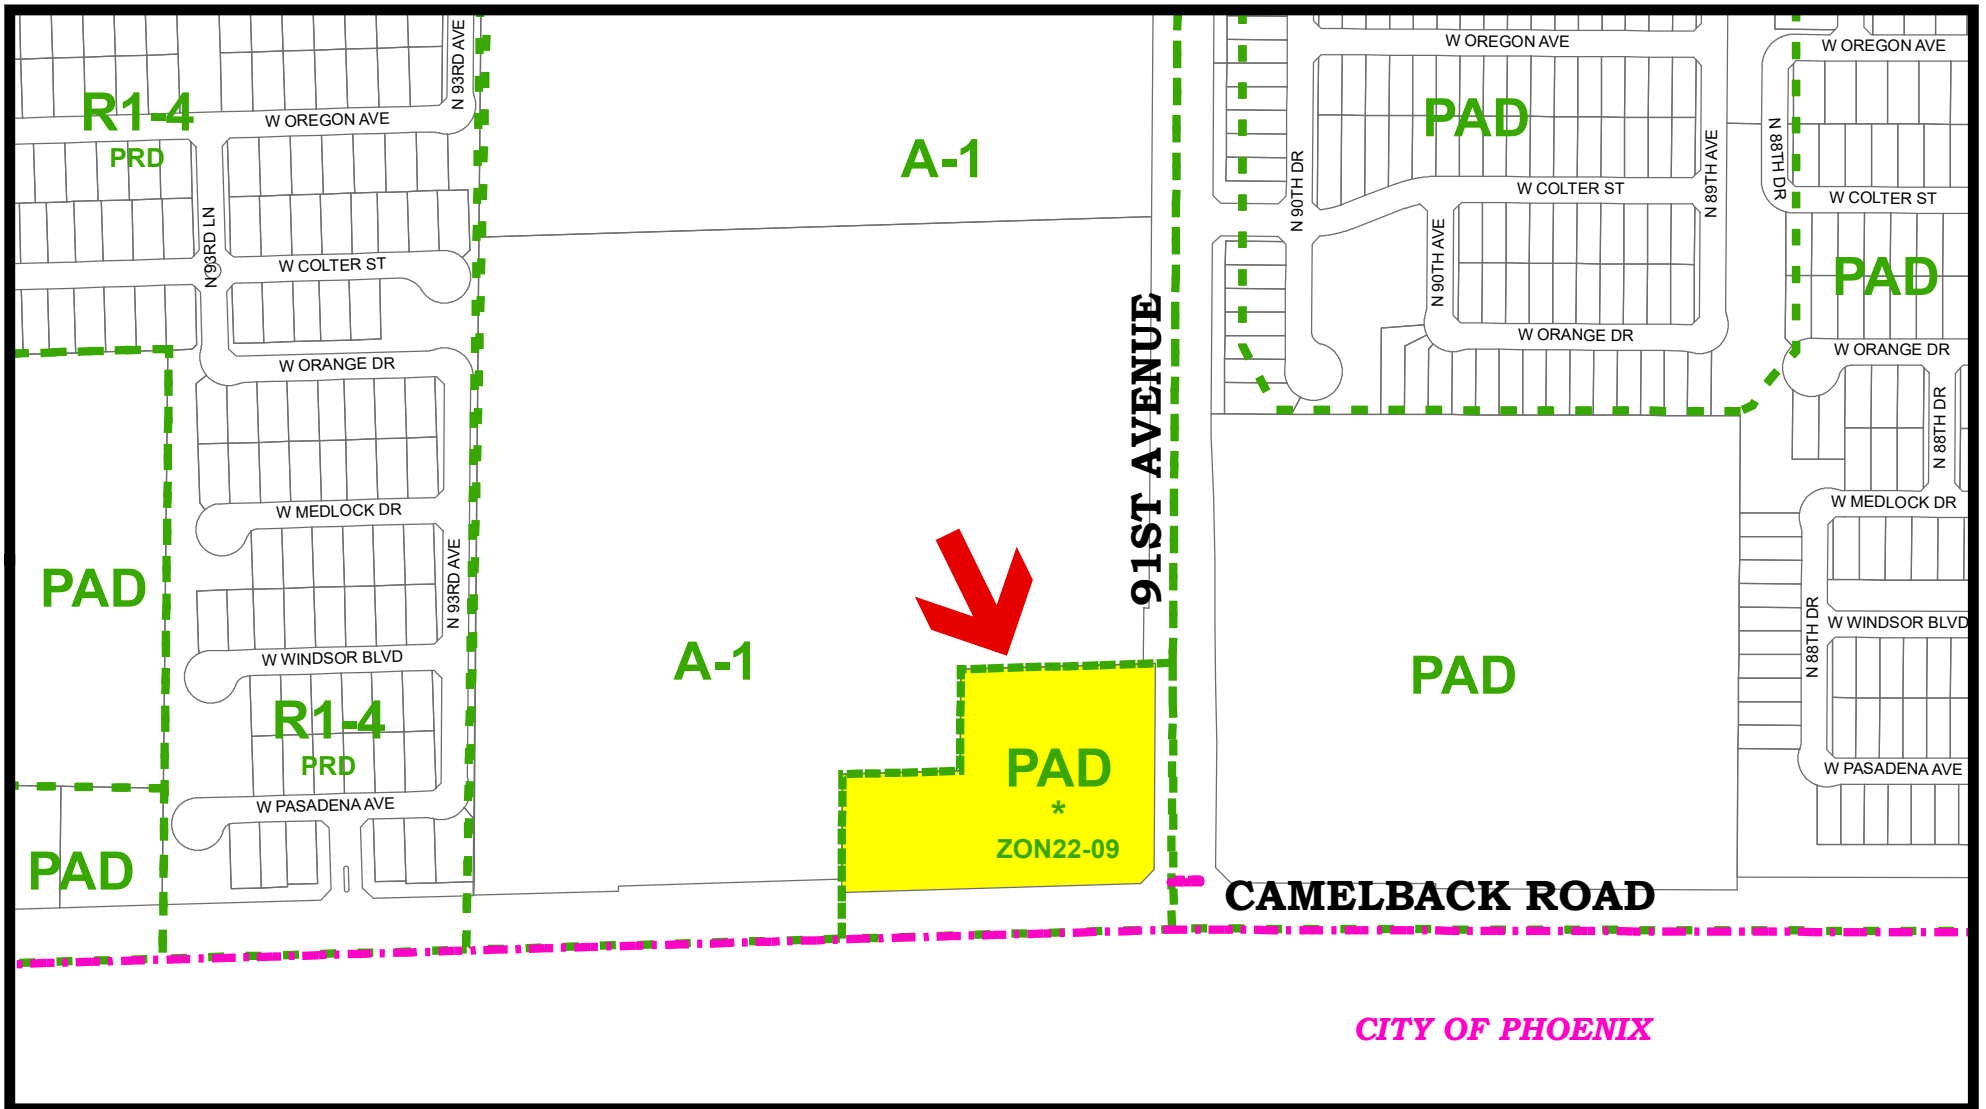 N 93RD AVE
W OREGON AVE
W OREGON AVE
R1-4
PRD
W OREGON AVE
A-1
PAD
N 90TH DR
N 89TH AVE
N 88TH DR
W COLTER ST
W COLTER ST
N 93RD LN
W COLTER ST
N 90TH AVE
PAD
W ORANGE DR
W ORANGE DR
W ORANGE DR
91ST AVENUE
N 88TH DR
W MEDLOCK DR
W MEDLOCK DR
N 93RD AVE
PAD
N 88TH DR
W WINDSOR BLVD
W WINDSOR BLVD
A-1
PAD
R1-4
PRD
PAD
*
ZON22-09
W PASADENA AVE
W PASADENA AVE
PAD
CAMELBACK ROAD
CITY OF PHOENIX